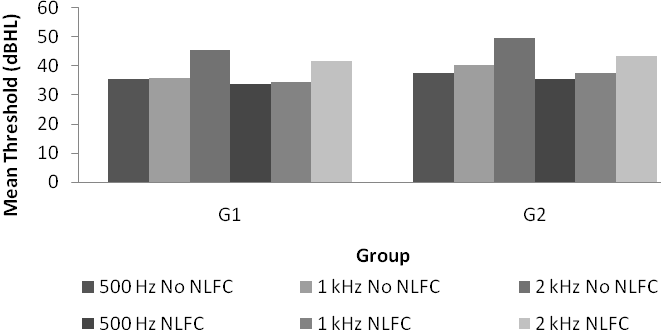 60
50
40
30
20
10
0
Mean Threshold (dBHL)
G1 G2
Group
500 Hz No NLFC 1 kHz No NLFC 2 kHz No NLFC
500 Hz NLFC 1 kHz NLFC 2 kHz NLFC